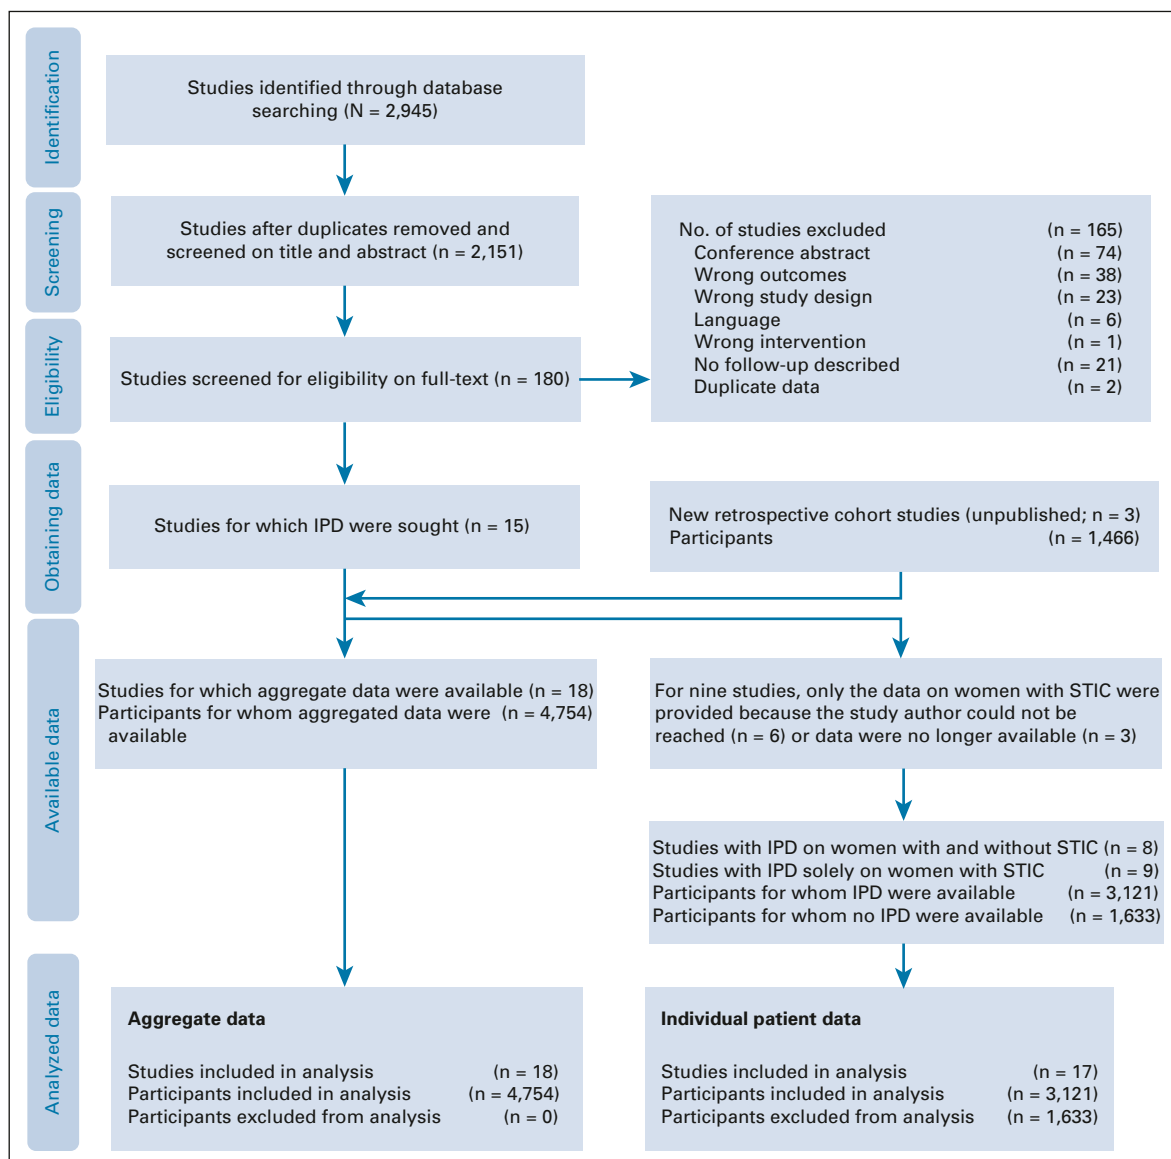 Identification
Studies identified through database
searching (N = 2,945)
Screening
Studies after duplicates removed and
screened on title and abstract (n = 2,151)
No. of studies excluded (n = 165)
Conference abstract (n = 74)
Wrong outcomes (n = 38)
Wrong study design (n = 23)
Language (n = 6)
Wrong intervention (n = 1)
No follow-up described (n = 21)
Duplicate data (n = 2)
Eligibility
Studies screened for eligibility on full-text (n = 180)
Obtaining data
Studies for which IPD were sought (n = 15)
New retrospective cohort studies (unpublished; n = 3)
Participants (n = 1,466)
Available data
Studies for which aggregate data were available (n = 18)
Participants for whom aggregated data were (n = 4,754)
available
For nine studies, only the data on women with STIC were
provided because the study author could not be
reached (n = 6) or data were no longer available (n = 3)
Studies with IPD on women with and without STIC (n = 8)
Studies with IPD solely on women with STIC (n = 9)
Participants for whom IPD were available (n = 3,121)
Participants for whom no IPD were available (n = 1,633)
Analyzed data
Aggregate data
Studies included in analysis (n = 18)
Participants included in analysis (n = 4,754)
Participants excluded from analysis (n = 0)
Individual patient data
Studies included in analysis (n = 17)
Participants included in analysis (n = 3,121)
Participants excluded from analysis (n = 1,633)